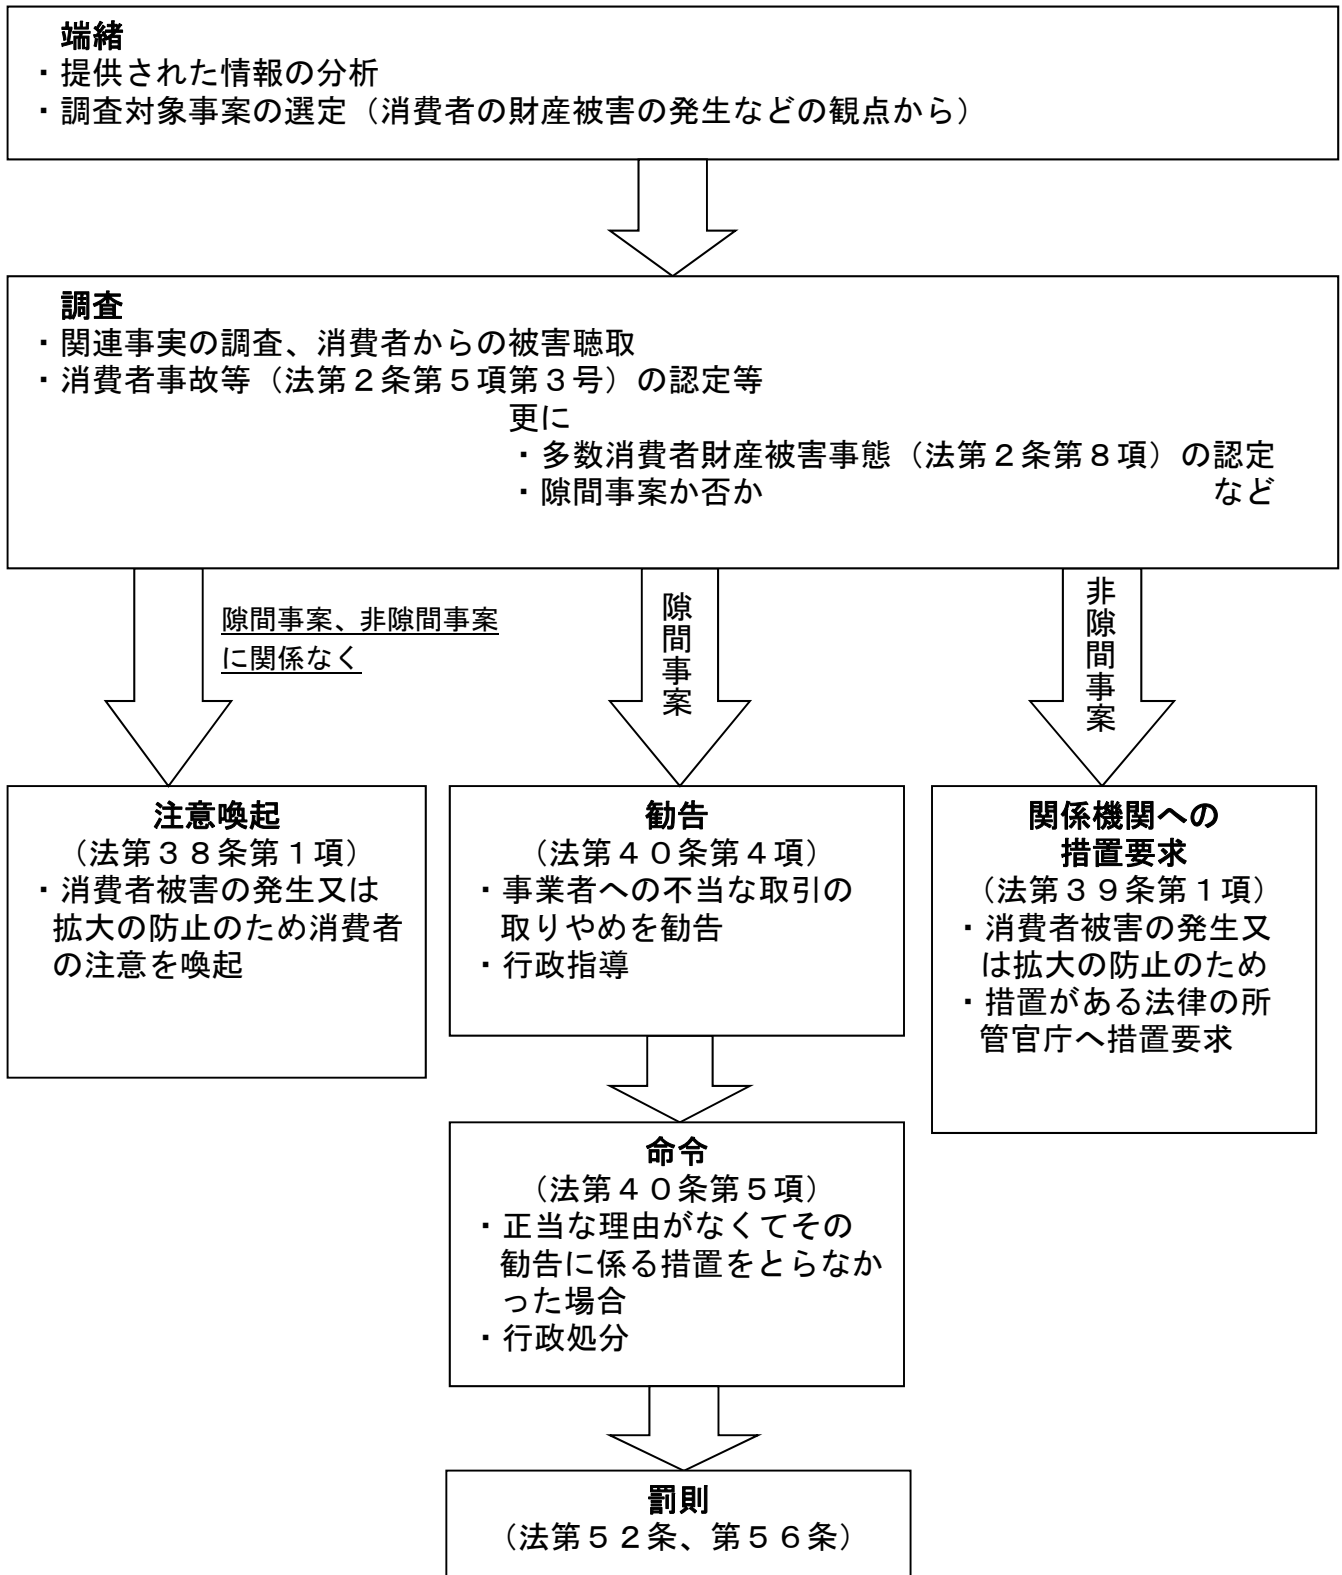 端緒
・提供された情報の分析
・調査対象事案の選定（消費者の財産被害の発生などの観点から）
調査
・関連事実の調査、消費者からの被害聴取
・消費者事故等（法第２条第５項第３号）の認定等
更に
・多数消費者財産被害事態（法第２条第８項）の認定
・隙間事案か否か　など
隙間事案、非隙間事案
に関係なく
隙間事案
非隙間事案
注意喚起
（法第３８条第１項）
・消費者被害の発生又は
拡大の防止のため消費者
の注意を喚起
勧告
（法第４０条第４項）
・事業者への不当な取引の
取りやめを勧告
・行政指導
関係機関への
措置要求
（法第３９条第１項）
・消費者被害の発生又
は拡大の防止のため
・措置がある法律の所
管官庁へ措置要求
命令
（法第４０条第５項）
・正当な理由がなくてその
勧告に係る措置をとらなか
った場合
・行政処分
罰則
（法第５２条、第５６条）